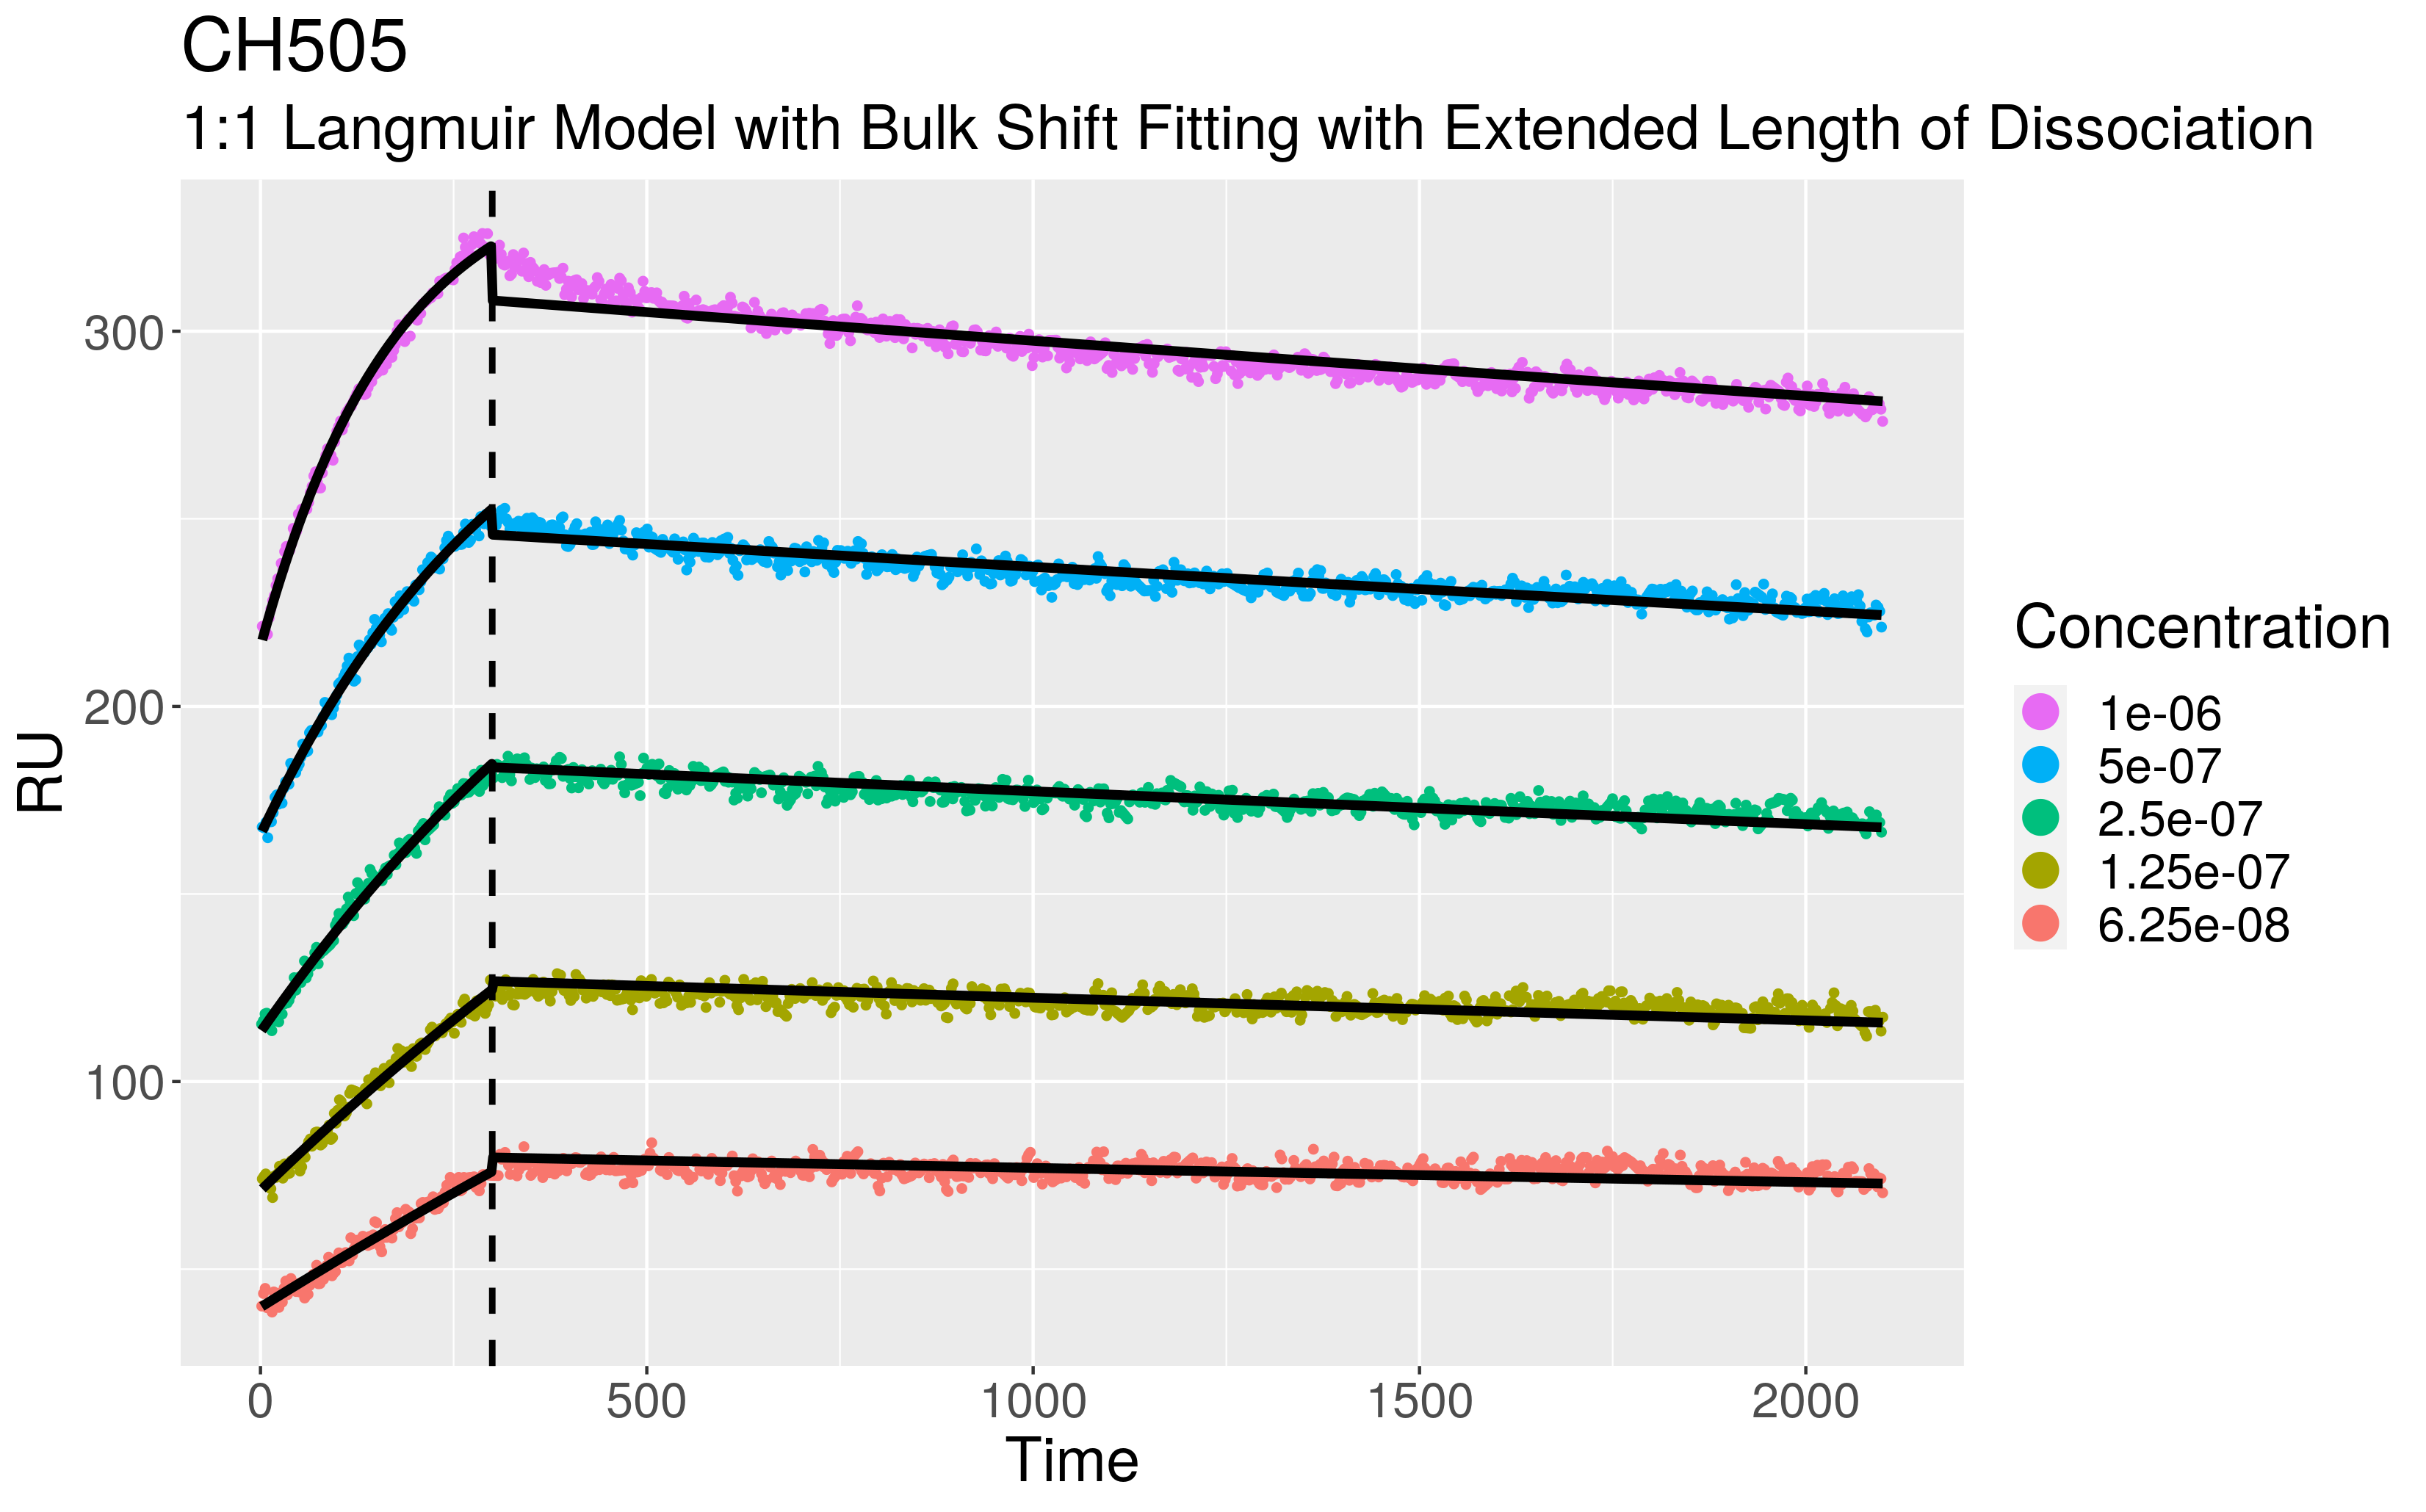 CH505
1:1 Langmuir Model with Bulk Shift Fitting with Extended Length of Dissociation
RU
300
200
100
0
500
1000
1500
2000
Time
Concentration
1e-06
5e-07
2.5e-07
1.25e-07
6.25e-08